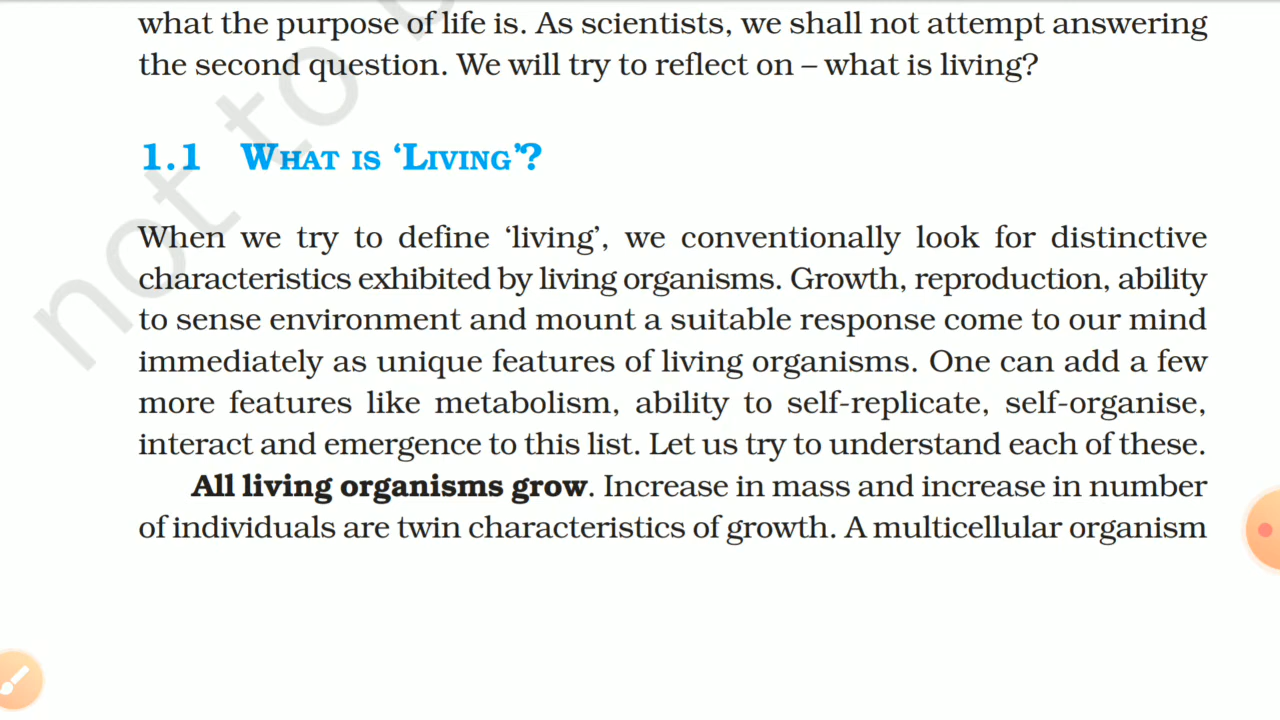 what the purpose of life is. As scientists, we shall not attempt answering
the second question. We will try to reflect on – what is living?
1.1 What is ‘Living’?
When we try to define ‘living’, we conventionally look for distinctive
characteristics exhibited by living organisms. Growth, reproduction, ability
to sense environment and mount a suitable response come to our mind
immediately as unique features of living organisms. One can add a few
more features like metabolism, ability to self-replicate, self-organise,
interact and emergence to this list. Let us try to understand each of these.
All living organisms grow. Increase in mass and increase in number
of individuals are twin characteristics of growth. A multicellular organism
not to b